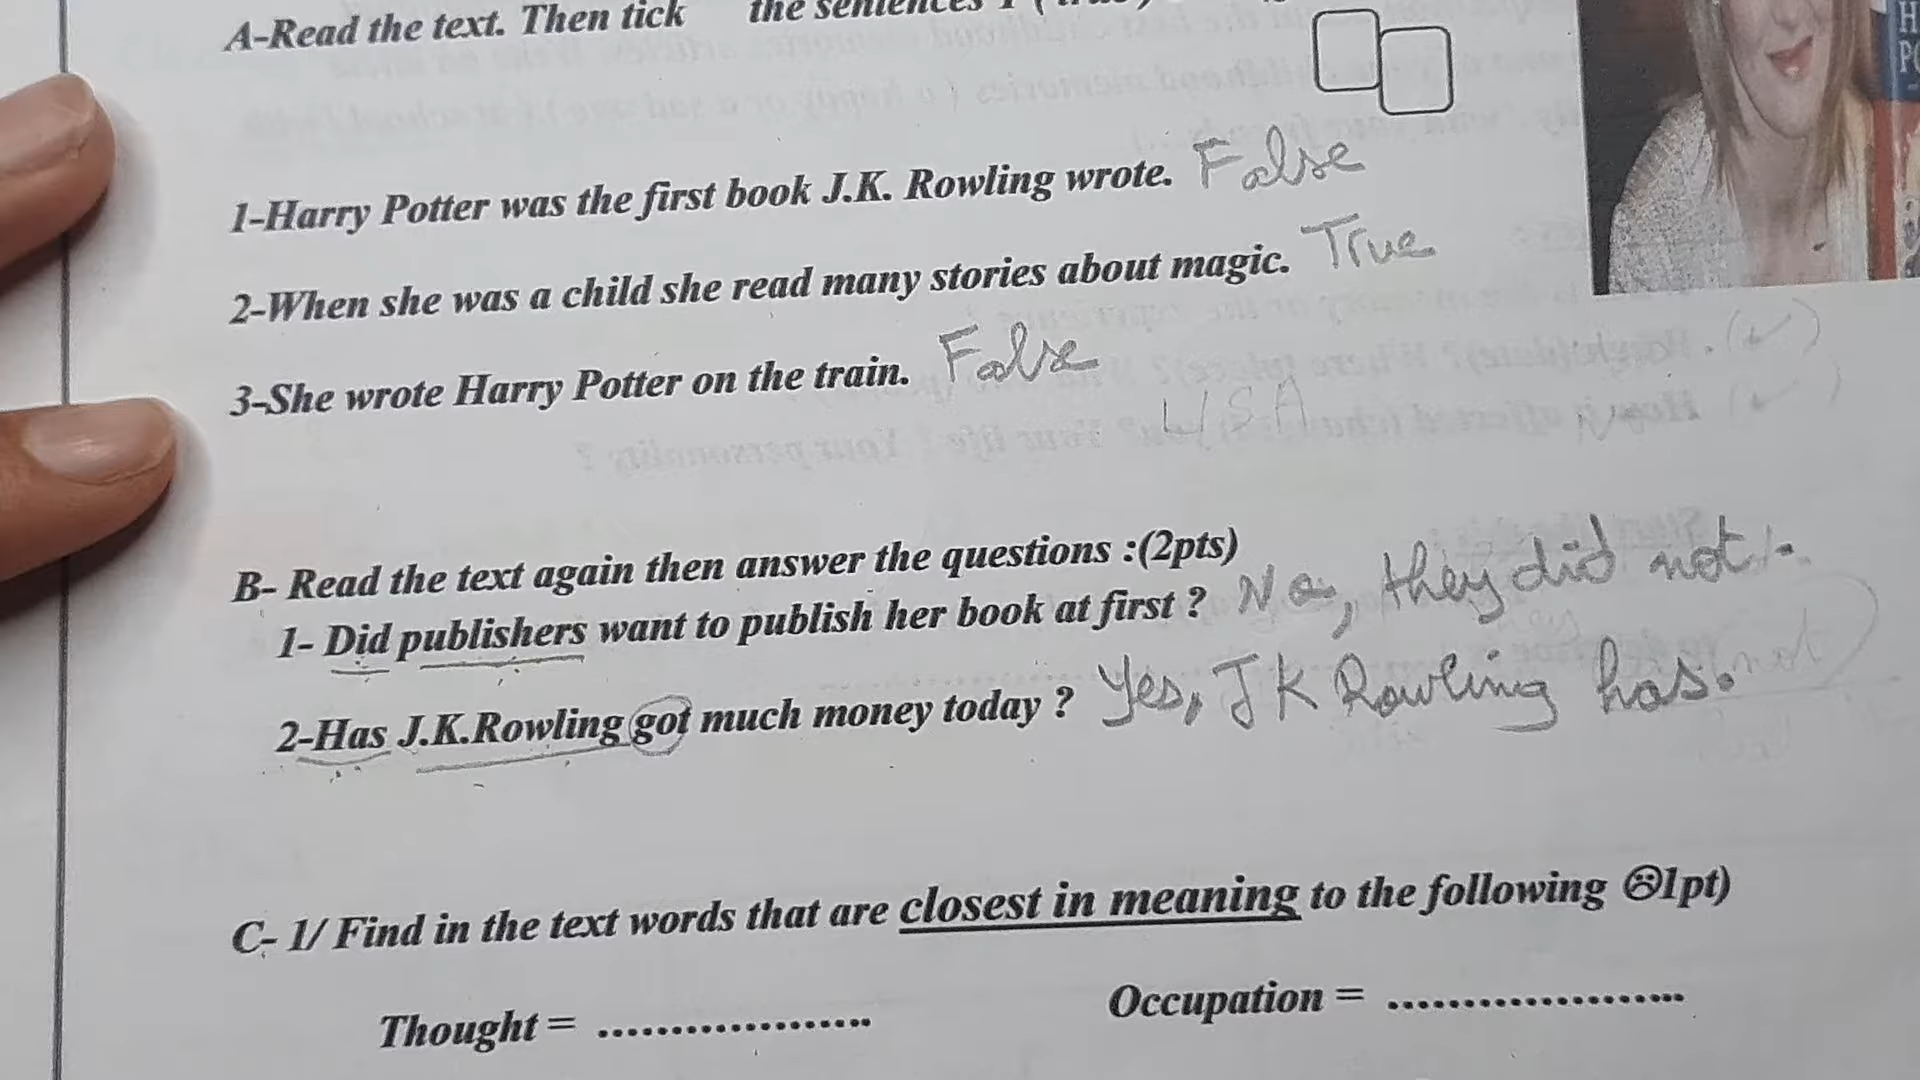 A-Read the text. Then tick the sentences
1-Harry Potter was the first book J.K. Rowling wrote. False
2-When she was a child she read many stories about magic. True
3-She wrote Harry Potter on the train. False
USA
B- Read the text again then answer the questions :(2pts)
1- Did publishers want to publish her book at first ? No, they did not.
2-Has J.K.Rowling got much money today ? Yes, J K Rowling has.
C- 1/ Find in the text words that are closest in meaning to the following ☹1pt)
Thought = .................... Occupation = ......................